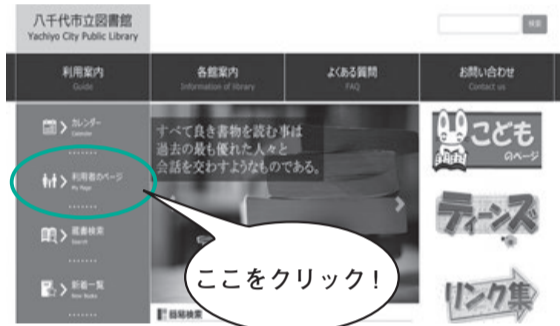 八千代市立図書館
Yachiyo City Public Library
検索
利用案内
Guide
各館案内
Information of library
よくある質問
FAQ
お問い合わせ
Contact us
カレンダー
Calendar
利用者のページ
My Page
蔵書検索
Search
新着一覧
New Books
すべて良き書物を読む事は
過去の最も優れた人々と
会話を交わすようなものである。
こども
のページ
ティーンズ
リンク集
ここをクリック!
簡易検索